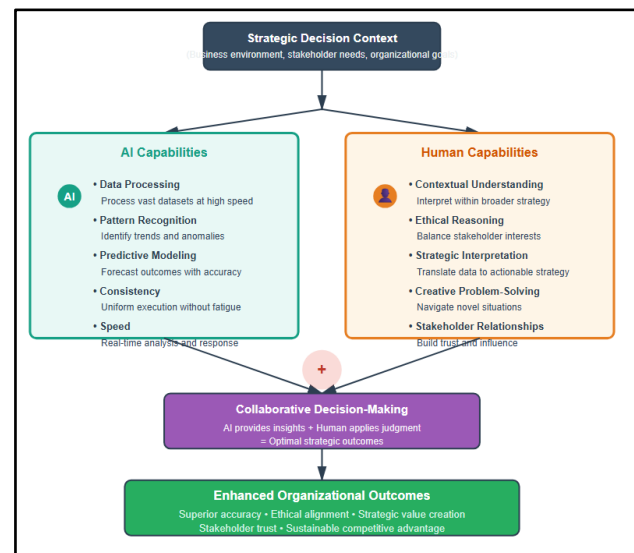 Strategic Decision Context
(Business environment, stakeholder needs, organizational goals)
AI Capabilities
AI
• Data Processing
Process vast datasets at high speed
• Pattern Recognition
Identify trends and anomalies
• Predictive Modeling
Forecast outcomes with accuracy
• Consistency
Uniform execution without fatigue
• Speed
Real-time analysis and response
Human Capabilities
• Contextual Understanding
Interpret within broader strategy
• Ethical Reasoning
Balance stakeholder interests
• Strategic Interpretation
Translate data to actionable strategy
• Creative Problem-Solving
Navigate novel situations
• Stakeholder Relationships
Build trust and influence
+
Collaborative Decision-Making
AI provides insights + Human applies judgment
= Optimal strategic outcomes
Enhanced Organizational Outcomes
Superior accuracy • Ethical alignment • Strategic value creation
Stakeholder trust • Sustainable competitive advantage